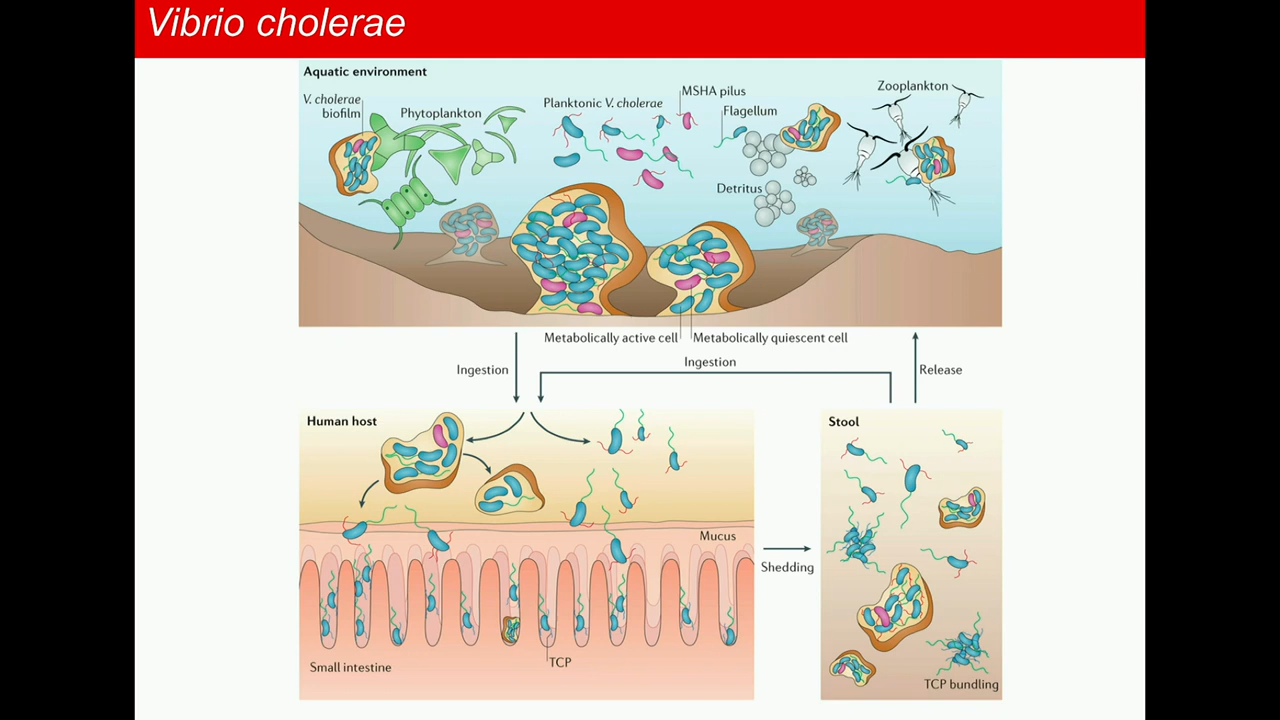 Vibrio cholerae
Aquatic environment
V. cholerae
biofilm
Phytoplankton
Planktonic V. cholerae
MSHA pilus
Flagellum
Zooplankton
Detritus
Metabolically active cell
Metabolically quiescent cell
Ingestion
Ingestion
Release
Human host
Stool
Mucus
Shedding
TCP
Small intestine
TCP bundling